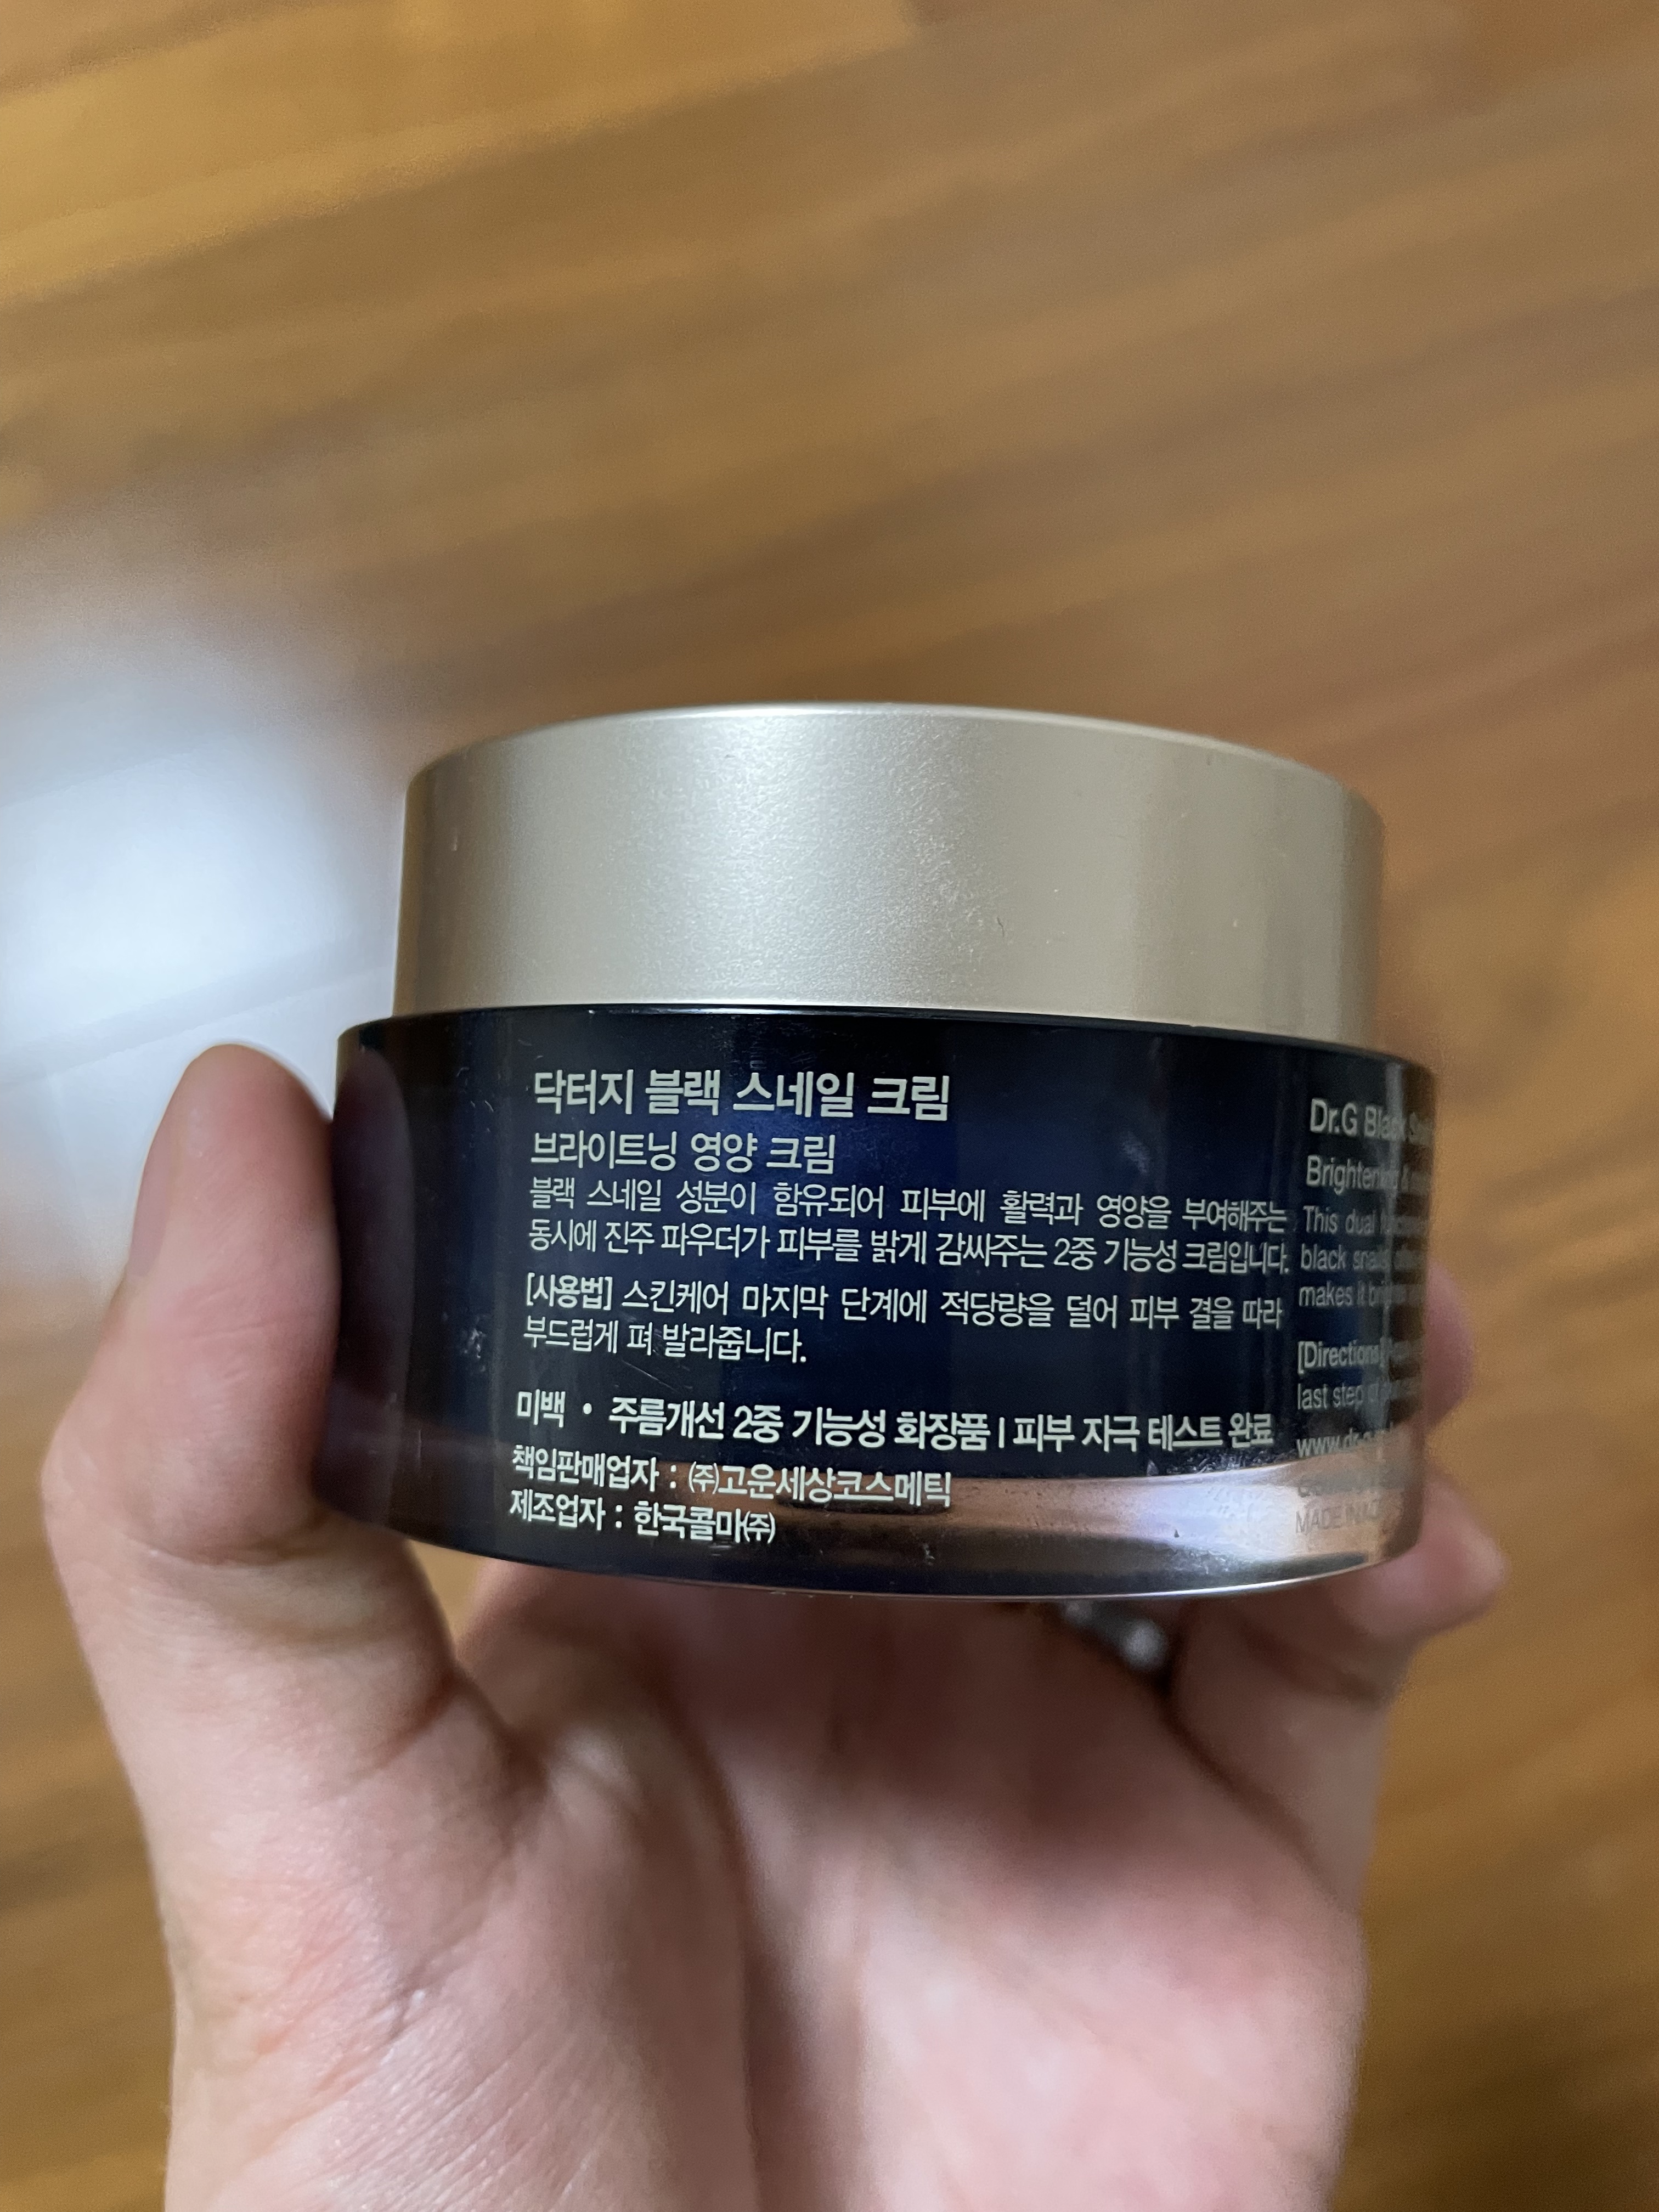 닥터지 블랙 스네일 크림
브라이트닝 영양 크림
블랙 스네일 성분이 함유되어 피부에 활력과 영양을 부여해주는
동시에 진주 파우더가 피부를 밝게 감싸주는 2중 기능성 크림입니다.
[사용법] 스킨케어 마지막 단계에 적당량을 덜어 피부 결을 따라
부드럽게 펴 발라줍니다.
미백 · 주름개선 2중 기능성 화장품 | 피부 자극 테스트 완료
책임판매업자 : ㈜고운세상코스메틱
제조업자 : 한국콜마㈜
Dr.G Black
Brightening &
This dual
black snail
makes it
[Directions]
last step
MADE IN